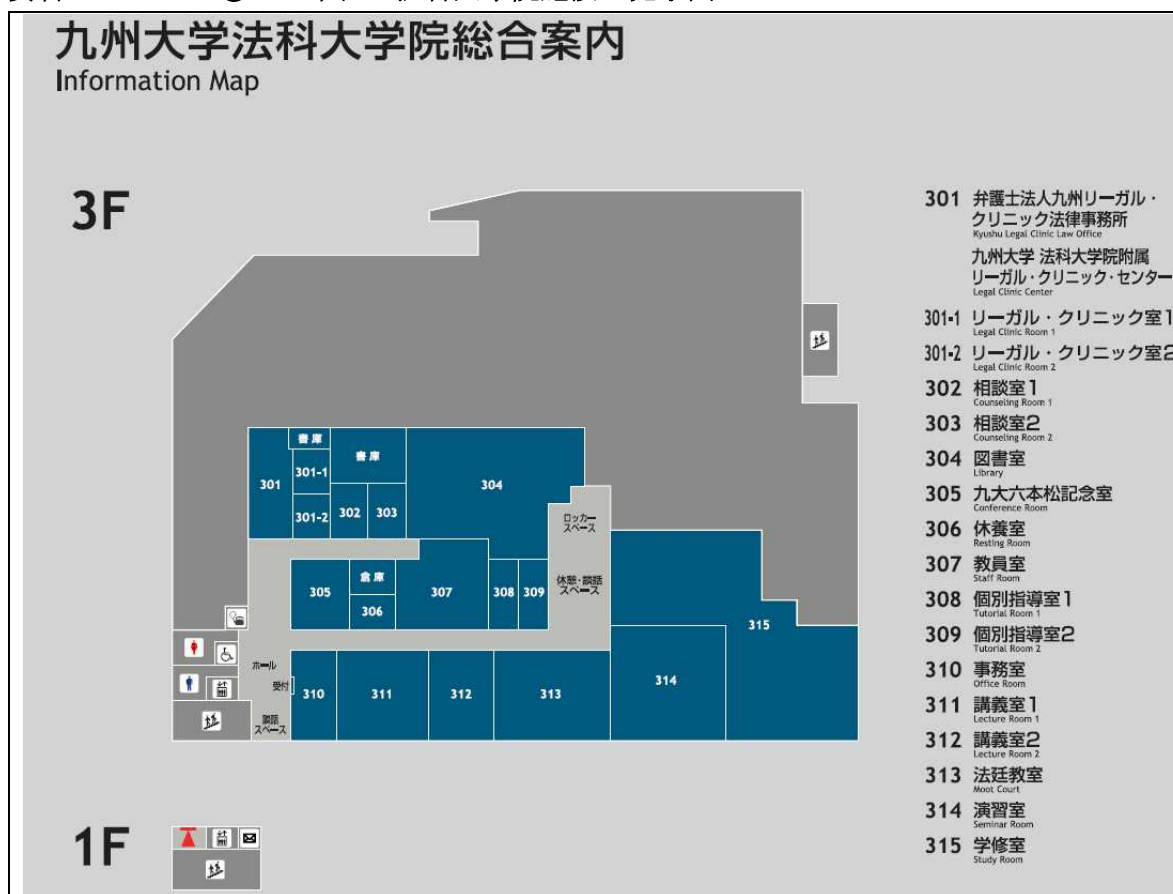 九州大学法科大学院総合案内
Information Map
3F
301 弁護士法人九州リーガル・
クリニック法律事務所
Kyushu Legal Clinic Law Office
九州大学 法科大学院附属
リーガル・クリニック・センター
Legal Clinic Center
301-1 リーガル・クリニック室1
Legal Clinic Room 1
301-2 リーガル・クリニック室2
Legal Clinic Room 2
302 相談室1
Counseling Room 1
303 相談室2
Counseling Room 2
304 図書室
Library
305 九大六本松記念室
Conference Room
306 休養室
Resting Room
307 教員室
Staff Room
308 個別指導室1
Tutorial Room 1
309 個別指導室2
Tutorial Room 2
310 事務室
Office Room
311 講義室1
Lecture Room 1
312 講義室2
Lecture Room 2
313 法廷教室
Moot Court
314 演習室
Seminar Room
315 学修室
Study Room
書庫
書庫
301
301-1
301-2
302
303
304
ロッカー
スペース
305
倉庫
306
307
308
309
休憩・談話
スペース
315
ホール
受付
310
311
312
313
314
談話
スペース
1F